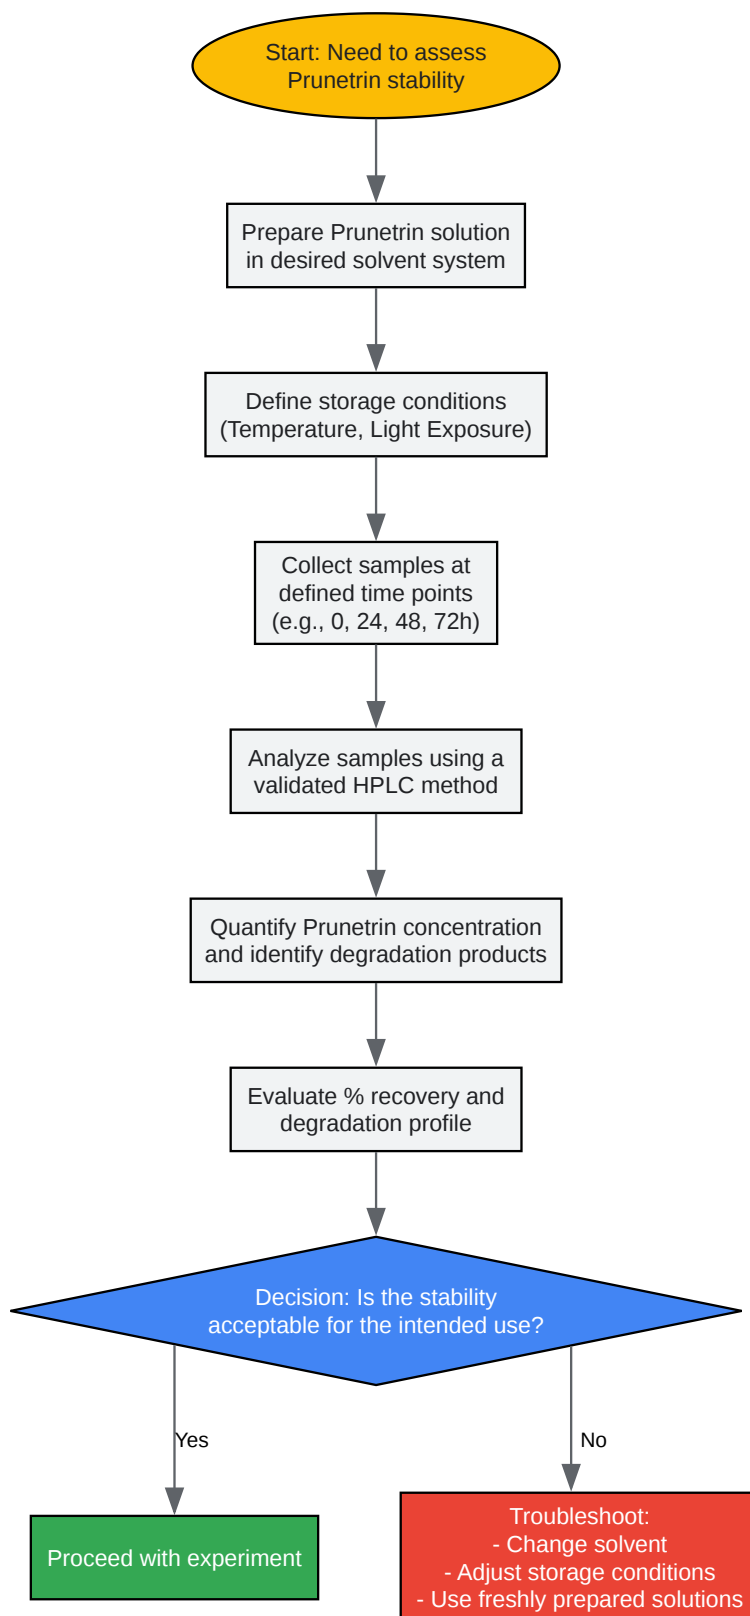 Start: Need to assess
Prunetrin stability
Prepare Prunetrin solution
in desired solvent system
Define storage conditions
(Temperature, Light Exposure)
Collect samples at
defined time points
(e.g., 0, 24, 48, 72h)
Analyze samples using a
validated HPLC method
Quantify Prunetrin concentration
and identify degradation products
Evaluate % recovery and
degradation profile
Decision: Is the stability
acceptable for the intended use?
Yes
No
Proceed with experiment
Troubleshoot:
- Change solvent
- Adjust storage conditions
- Use freshly prepared solutions